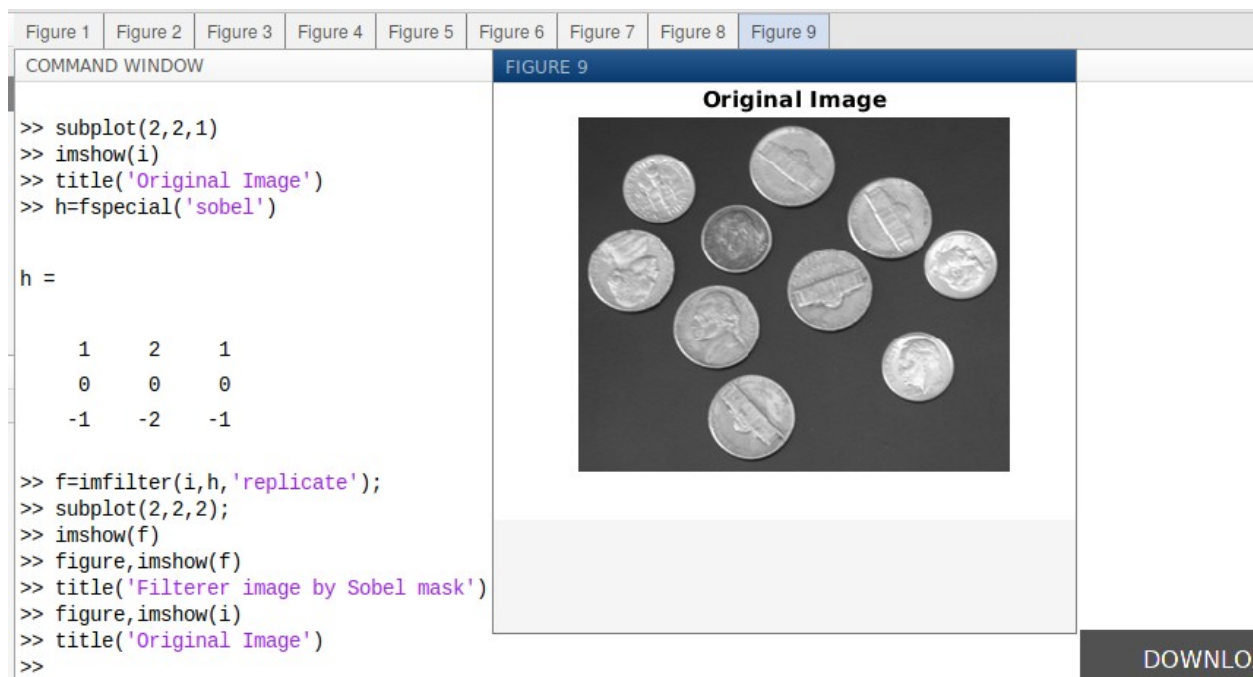 Figure 1 Figure 2 Figure 3 Figure 4 Figure 5 Figure 6 Figure 7 Figure 8 Figure 9
COMMAND WINDOW
>> subplot(2,2,1)
>> imshow(i)
>> title('Original Image')
>> h=fspecial('sobel')
h =
1 2 1
0 0 0
-1 -2 -1
>> f=imfilter(i,h,'replicate');
>> subplot(2,2,2);
>> imshow(f)
>> figure,imshow(f)
>> title('Filterer image by Sobel mask')
>> figure,imshow(i)
>> title('Original Image')
>>
FIGURE 9
Original Image
DOWNLO